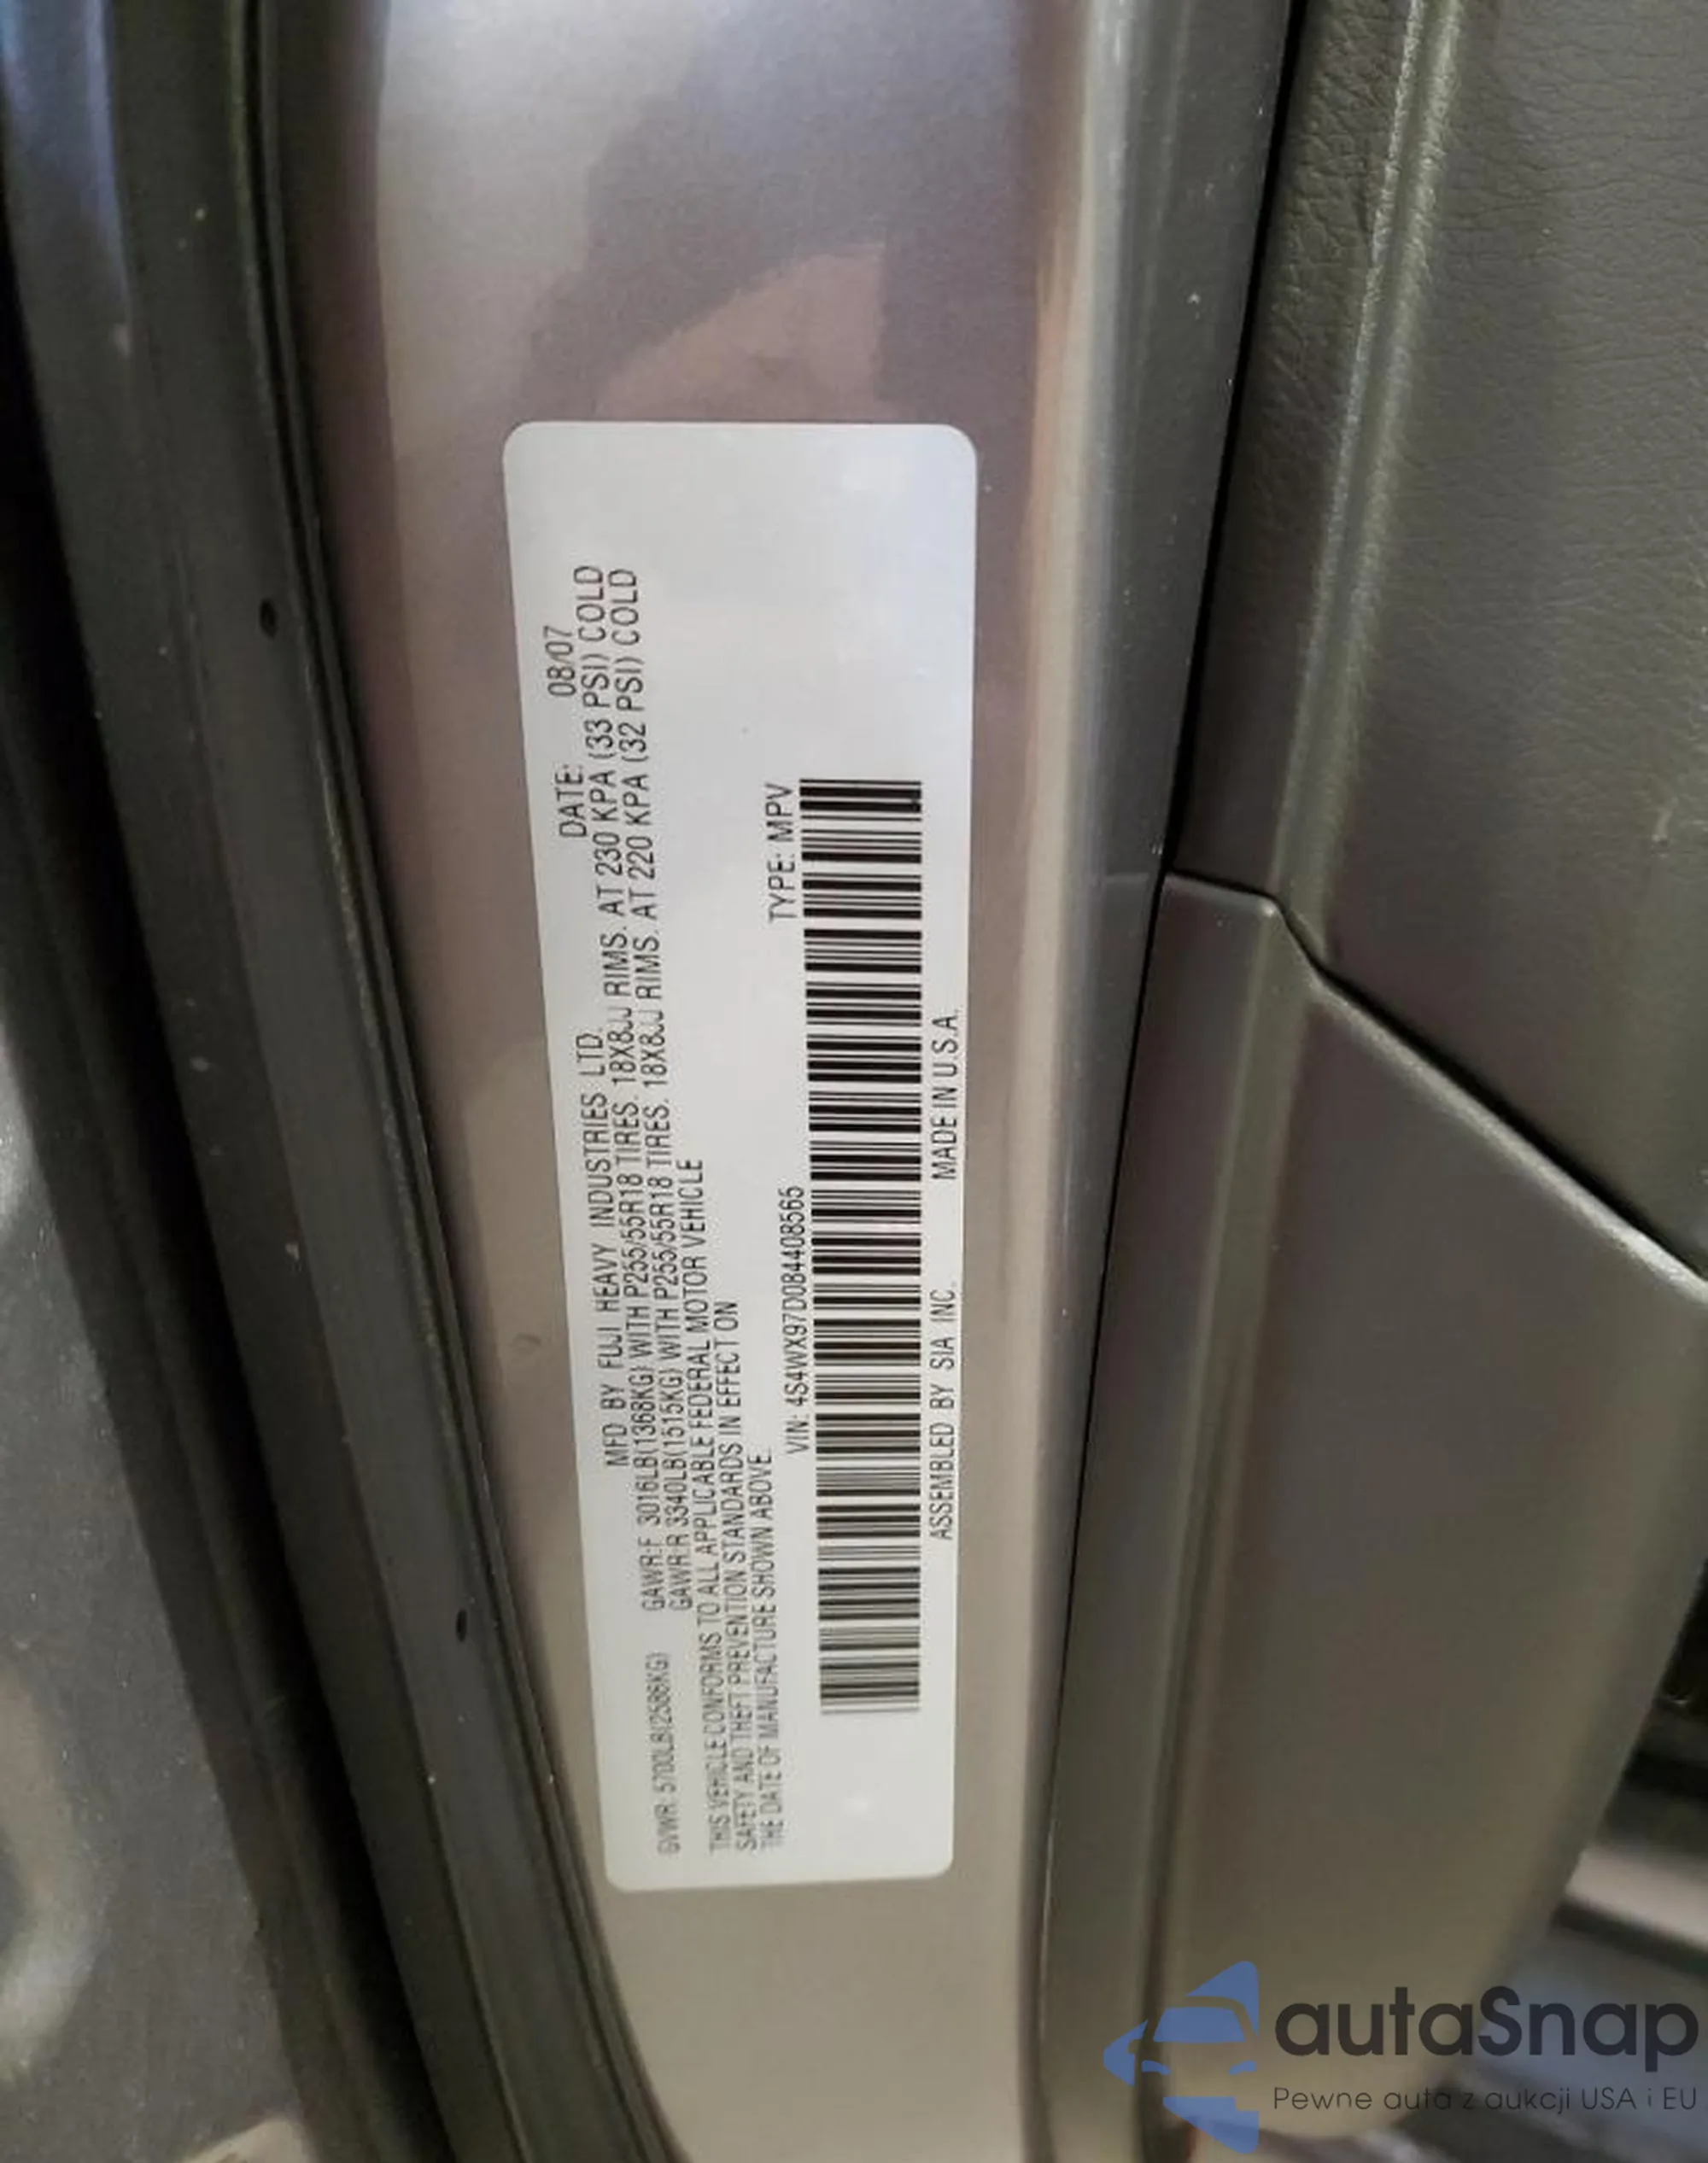 MFD BY FUJI HEAVY INDUSTRIES LTD. DATE: 08/07
GVWR: 5700LB(2586KG) GAWR:F 3016LB(1368KG) WITH P255/55R18 TIRES. 18X8JJ RIMS. AT 230 KPA (33 PSI) COLD
GAWR:R 3340LB(1515KG) WITH P255/55R18 TIRES. 18X8JJ RIMS. AT 220 KPA (32 PSI) COLD
THIS VEHICLE CONFORMS TO ALL APPLICABLE FEDERAL MOTOR VEHICLE
SAFETY AND THEFT PREVENTION STANDARDS IN EFFECT ON
THE DATE OF MANUFACTURE SHOWN ABOVE.
VIN: 4S4WX97D084408565 TYPE: MPV
ASSEMBLED BY SIA INC. MADE IN U.S.A.
autaSnap
Pewne auta z aukcji USA i EU